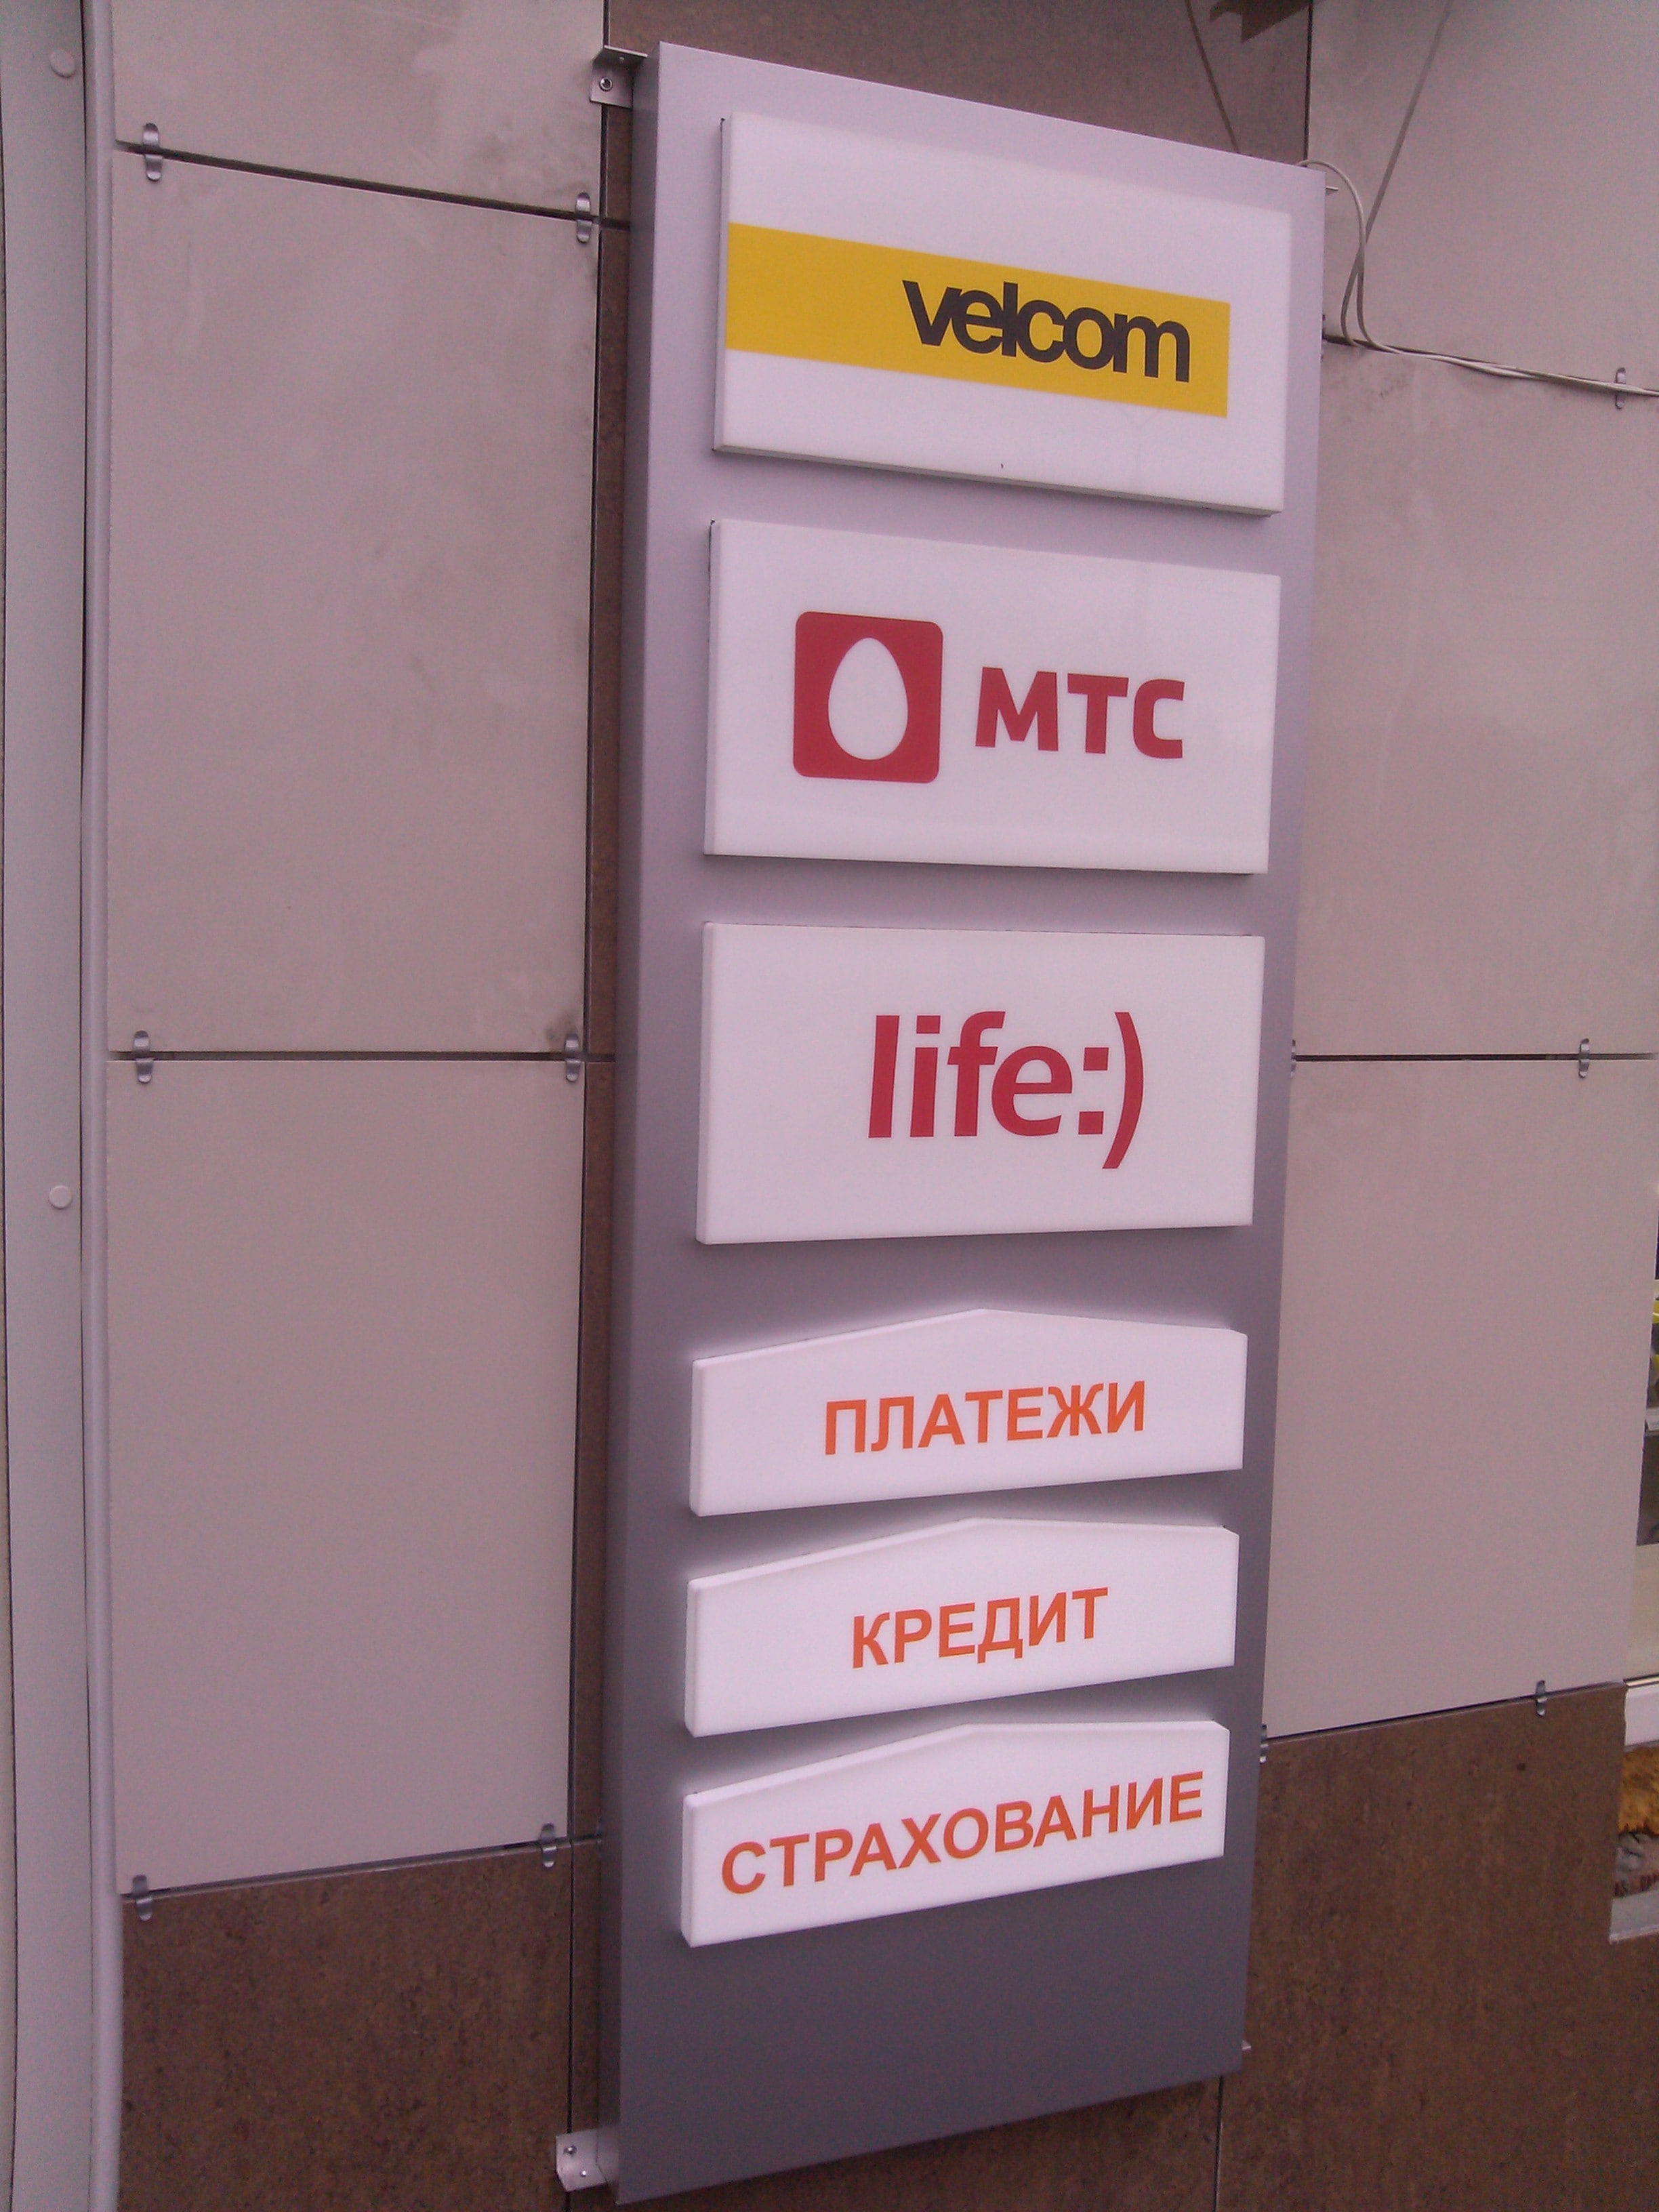 velcom
МТС
life:)
ПЛАТЕЖИ
КРЕДИТ
СТРАХОВАНИЕ